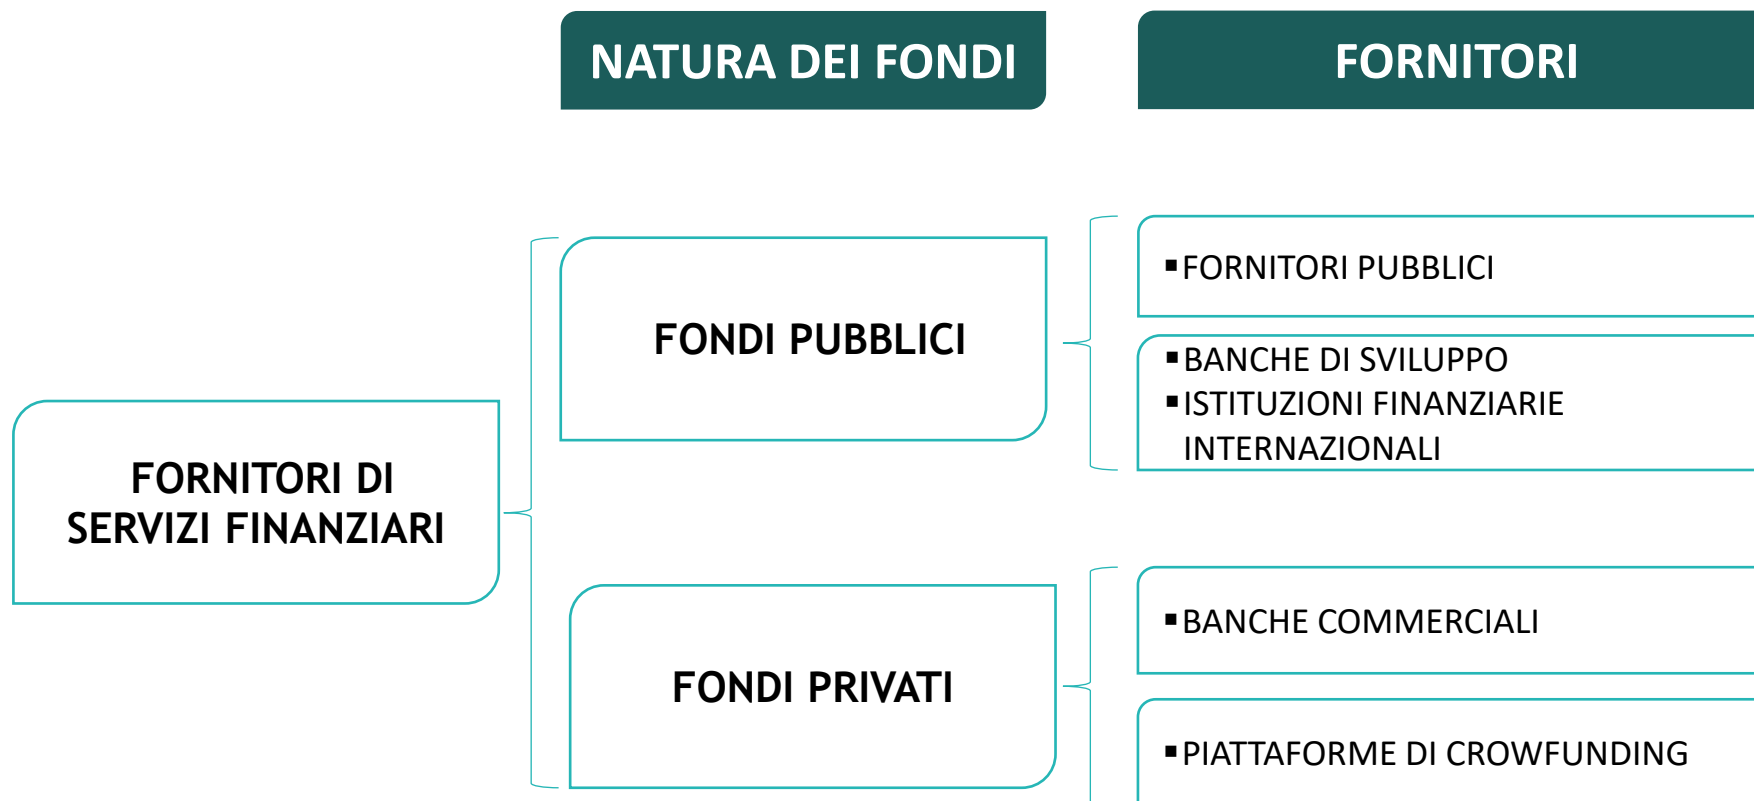 NATURA DEI FONDI
FORNITORI
FORNITORI DI
SERVIZI FINANZIARI
FONDI PUBBLICI
▪FORNITORI PUBBLICI
▪BANCHE DI SVILUPPO
▪ISTITUZIONI FINANZIARIE
INTERNAZIONALI
FONDI PRIVATI
▪BANCHE COMMERCIALI
▪PIATTAFORME DI CROWFUNDING